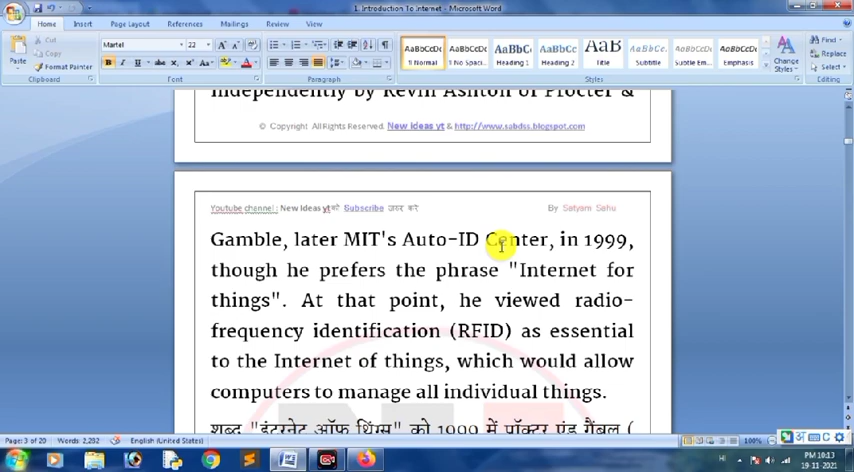 1. Introduction To Internet - Microsoft Word
Home Insert Page Layout References Mailings Review View
Cut
Copy
Format Painter
Paste
Clipboard
Martel 22
Font
Paragraph
AaBbCcDc AaBbCcDc AaBbC AaBbCc AaB AaBbCc. AaBbCcDc AaBbCcDc
¶ Normal ¶ No Spaci... Heading 1 Heading 2 Title Subtitle Subtle Em... Emphasis
Change Styles
Styles
Find
Replace
Select
Editing
independently by Kevin Ashton of Procter &
© Copyright All Rights Reserved. New ideas yt & http://www.sabdss.blogspot.com
Youtube channel : New Ideas ytको Subscribe जरूर करे By Satyam Sahu
Gamble, later MIT's Auto-ID Center, in 1999,
though he prefers the phrase "Internet for
things". At that point, he viewed radio-
frequency identification (RFID) as essential
to the Internet of things, which would allow
computers to manage all individual things.
शब्द "इंटरनेट ऑफ थिंग्स" को 1999 में प्रॉक्टर एंड गैंबल (
Page: 3 of 20 Words: 2,282 English (United States) 100%
PM 10:13
19-11-2021